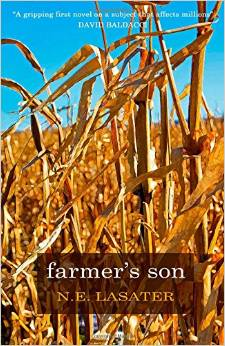 "A gripping first novel on a subject that affects millions"
DAVID BALDACCI
farmer's son
N.E. LASATER